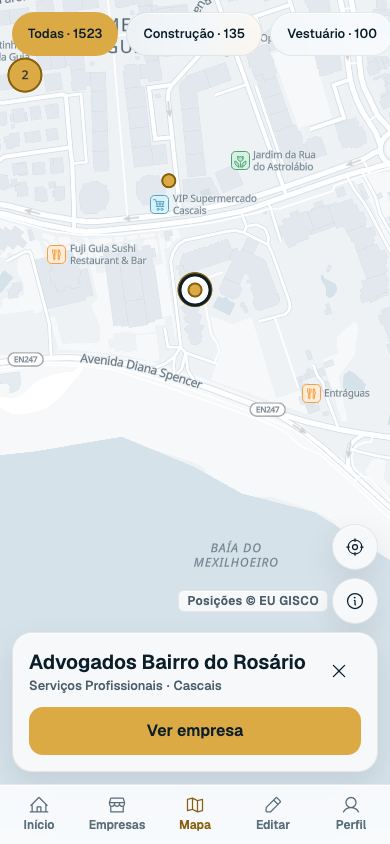 Todas · 1523
Construção · 135
Vestuário · 100
2
Jardim da Rua
do Astrolábio
VIP Supermercado
Cascais
Fuji Guia Sushi
Restaurant & Bar
EN247
Avenida Diana Spencer
EN247
Entráguas
BAÍA DO
MEXILHOEIRO
Posições © EU GISCO
Advogados Bairro do Rosário
Serviços Profissionais · Cascais
Ver empresa
Início
Empresas
Mapa
Editar
Perfil